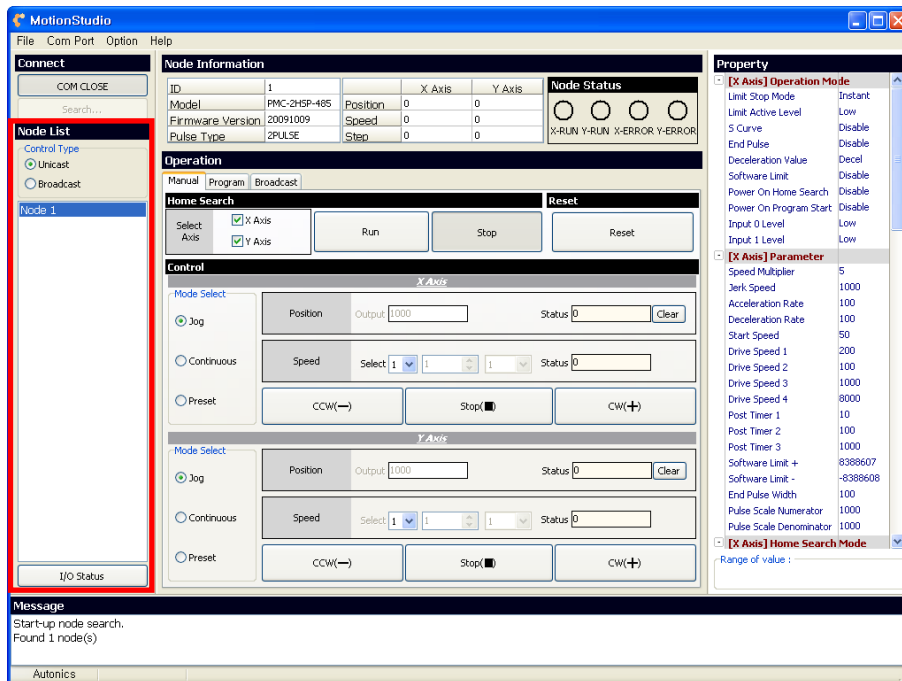 MotionStudio
File Com Port Option Help
Connect
COM CLOSE
Search...
Node List
Control Type
Unicast
Broadcast
Node 1
I/O Status
Node Information
ID 1 X Axis Y Axis
Model PMC-2HSP-485 Position 0 0
Firmware Version 20091009 Speed 0 0
Pulse Type 2PULSE Step 0 0
Node Status
X-RUN Y-RUN X-ERROR Y-ERROR
Operation
Manual Program Broadcast
Home Search
Select Axis
X Axis
Y Axis
Run
Stop
Reset
Reset
Control
X Axis
Mode Select
Jog
Continuous
Preset
Position Output 1000 Status 0 Clear
Speed Select 1 1 1 Status 0
CCW(—) Stop(■) CW(+)
Y Axis
Mode Select
Jog
Continuous
Preset
Position Output 1000 Status 0 Clear
Speed Select 1 1 1 Status 0
CCW(—) Stop(■) CW(+)
Property
[X Axis] Operation Mode
Limit Stop Mode Instant
Limit Active Level Low
S Curve Disable
End Pulse Disable
Deceleration Value Decel
Software Limit Disable
Power On Home Search Disable
Power On Program Start Disable
Input 0 Level Low
Input 1 Level Low
[X Axis] Parameter
Speed Multiplier 5
Jerk Speed 1000
Acceleration Rate 100
Deceleration Rate 100
Start Speed 50
Drive Speed 1 200
Drive Speed 2 100
Drive Speed 3 1000
Drive Speed 4 8000
Post Timer 1 10
Post Timer 2 100
Post Timer 3 1000
Software Limit + 8388607
Software Limit - -8388608
End Pulse Width 100
Pulse Scale Numerator 1000
Pulse Scale Denominator 1000
[X Axis] Home Search Mode
Range of value :
Message
Start-up node search.
Found 1 node(s)
Autonics